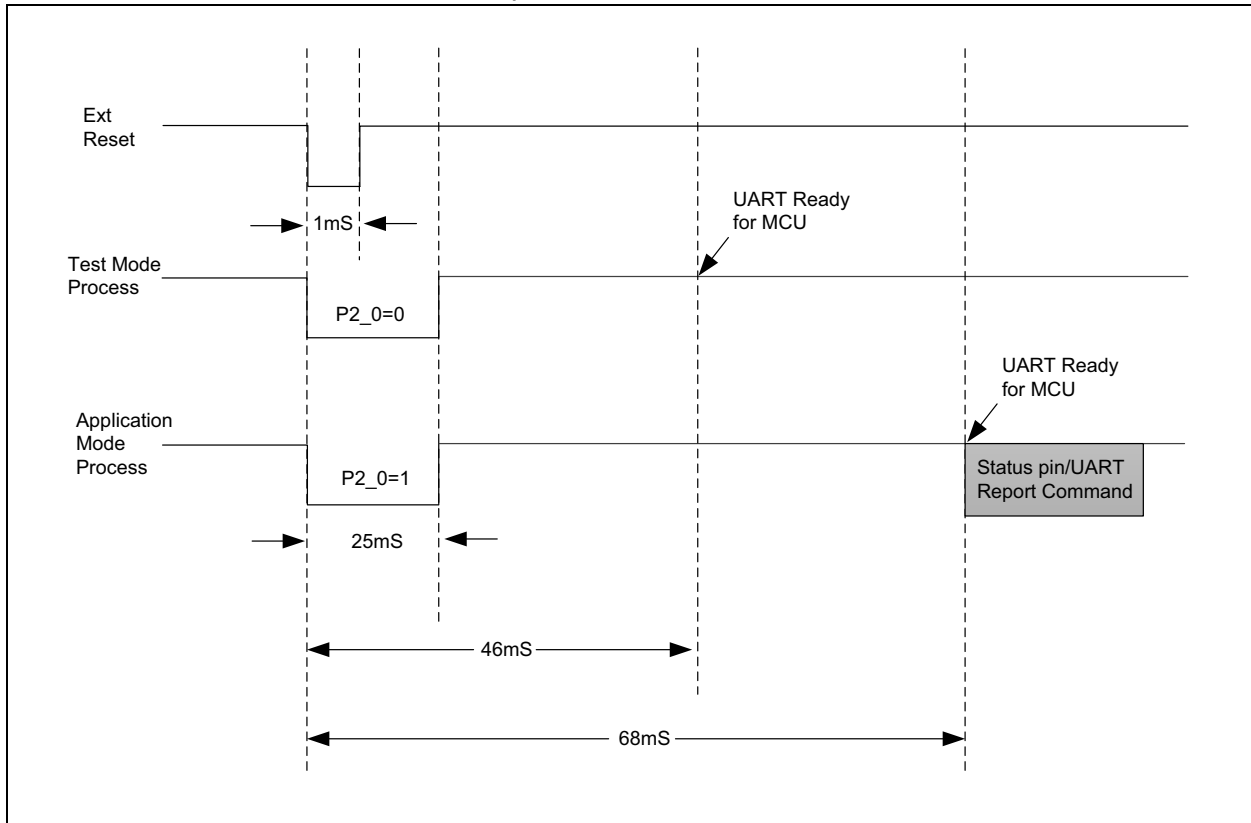 Ext
Reset
1mS
UART Ready
for MCU
Test Mode
Process
P2_0=0
UART Ready
for MCU
Application
Mode
Process
P2_0=1
Status pin/UART
Report Command
25mS
46mS
68mS